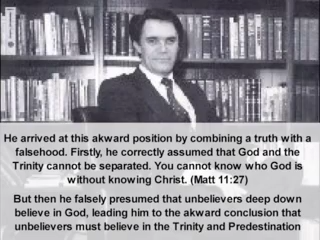 He arrived at this akward position by combining a truth with a
falsehood. Firstly, he correctly assumed that God and the
Trinity cannot be separated. You cannot know who God is
without knowing Christ. (Matt 11:27)
But then he falsely presumed that unbelievers deep down
believe in God, leading him to the akward conclusion that
unbelievers must believe in the Trinity and Predestination